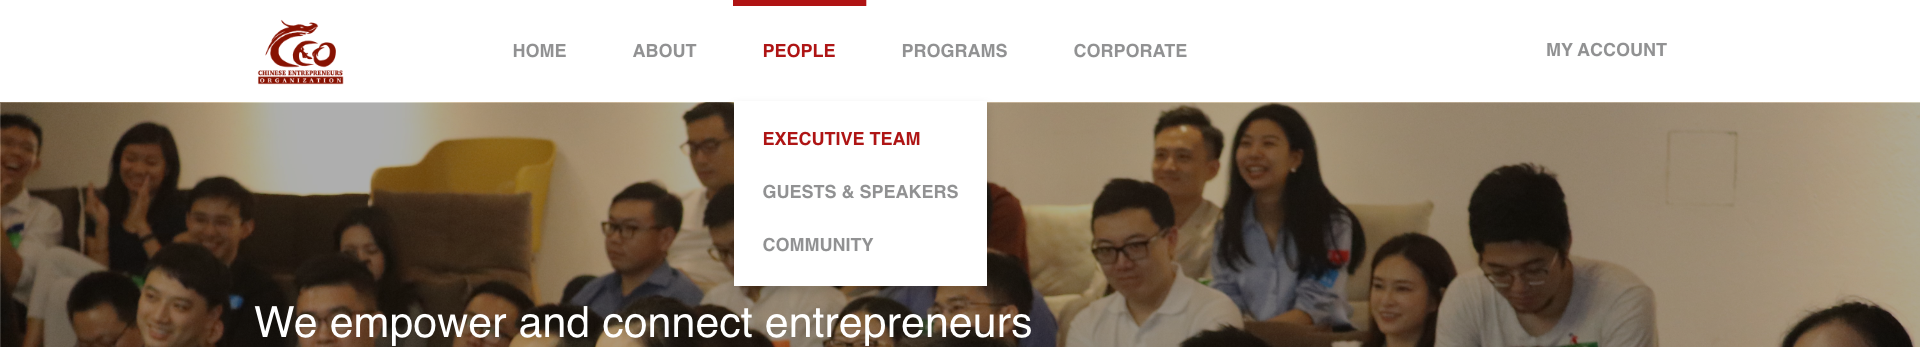 CEO
CHINESE ENTREPRENEURS
ORGANIZATION
HOME
ABOUT
PEOPLE
PROGRAMS
CORPORATE
MY ACCOUNT
EXECUTIVE TEAM
GUESTS & SPEAKERS
COMMUNITY
We empower and connect entrepreneurs